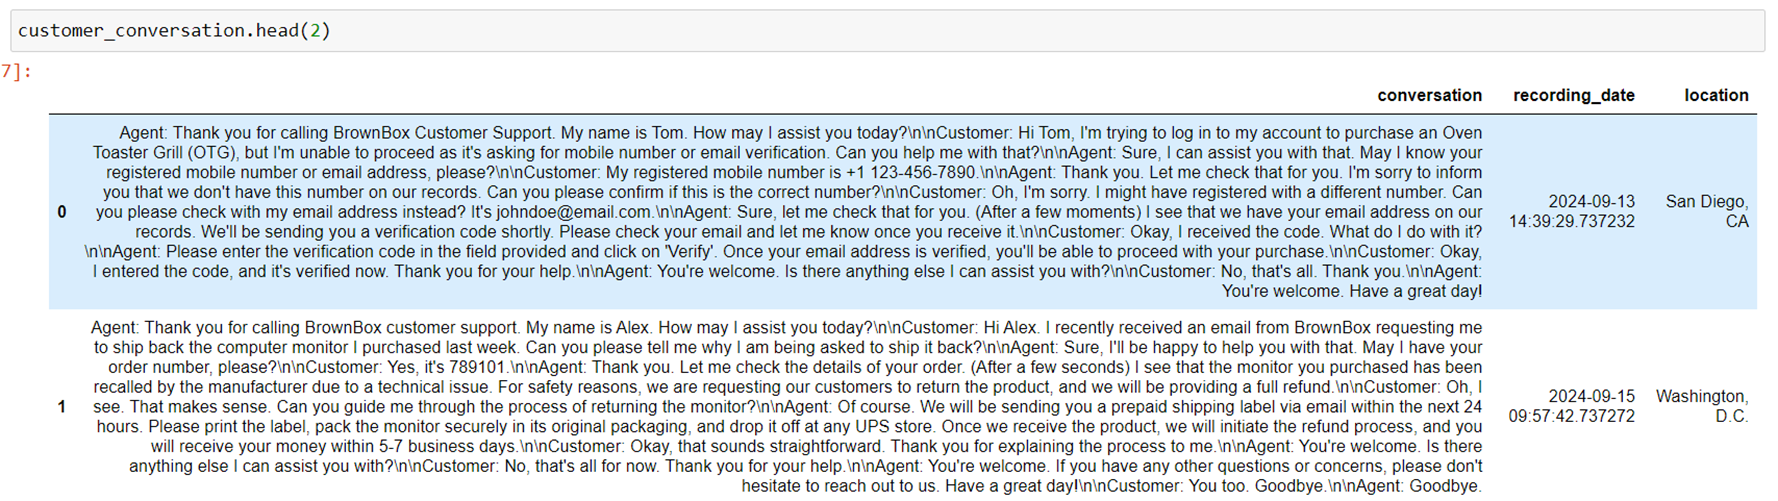 customer_conversation.head(2)
7]:
conversation recording_date location
Agent: Thank you for calling BrownBox Customer Support. My name is Tom. How may I assist you today?\n\nCustomer: Hi Tom, I'm trying to log in to my account to purchase an Oven
Toaster Grill (OTG), but I'm unable to proceed as it's asking for mobile number or email verification. Can you help me with that?\n\nAgent: Sure, I can assist you with that. May I know your
registered mobile number or email address, please?\n\nCustomer: My registered mobile number is +1 123-456-7890.\n\nAgent: Thank you. Let me check that for you. I'm sorry to inform
you that we don't have this number on our records. Can you please confirm if this is the correct number?\n\nCustomer: Oh, I'm sorry. I might have registered with a different number. Can
0 you please check with my email address instead? It's johndoe@email.com.\n\nAgent: Sure, let me check that for you. (After a few moments) I see that we have your email address on our
records. We'll be sending you a verification code shortly. Please check your email and let me know once you receive it.\n\nCustomer: Okay, I received the code. What do I do with it?
\n\nAgent: Please enter the verification code in the field provided and click on 'Verify'. Once your email address is verified, you'll be able to proceed with your purchase.\n\nCustomer: Okay,
I entered the code, and it's verified now. Thank you for your help.\n\nAgent: You're welcome. Is there anything else I can assist you with?\n\nCustomer: No, that's all. Thank you.\n\nAgent:
You're welcome. Have a great day!
2024-09-13
14:39:29.737232
San Diego,
CA
Agent: Thank you for calling BrownBox customer support. My name is Alex. How may I assist you today?\n\nCustomer: Hi Alex. I recently received an email from BrownBox requesting me
to ship back the computer monitor I purchased last week. Can you please tell me why I am being asked to ship it back?\n\nAgent: Sure, I'll be happy to help you with that. May I have your
order number, please?\n\nCustomer: Yes, it's 789101.\n\nAgent: Thank you. Let me check the details of your order. (After a few seconds) I see that the monitor you purchased has been
recalled by the manufacturer due to a technical issue. For safety reasons, we are requesting our customers to return the product, and we will be providing a full refund.\n\nCustomer: Oh, I
1 see. That makes sense. Can you guide me through the process of returning the monitor?\n\nAgent: Of course. We will be sending you a prepaid shipping label via email within the next 24
hours. Please print the label, pack the monitor securely in its original packaging, and drop it off at any UPS store. Once we receive the product, we will initiate the refund process, and you
will receive your money within 5-7 business days.\n\nCustomer: Okay, that sounds straightforward. Thank you for explaining the process to me.\n\nAgent: You're welcome. Is there
anything else I can assist you with?\n\nCustomer: No, that's all for now. Thank you for your help.\n\nAgent: You're welcome. If you have any other questions or concerns, please don't
hesitate to reach out to us. Have a great day!\n\nCustomer: You too. Goodbye.\n\nAgent: Goodbye.
2024-09-15
09:57:42.737272
Washington,
D.C.